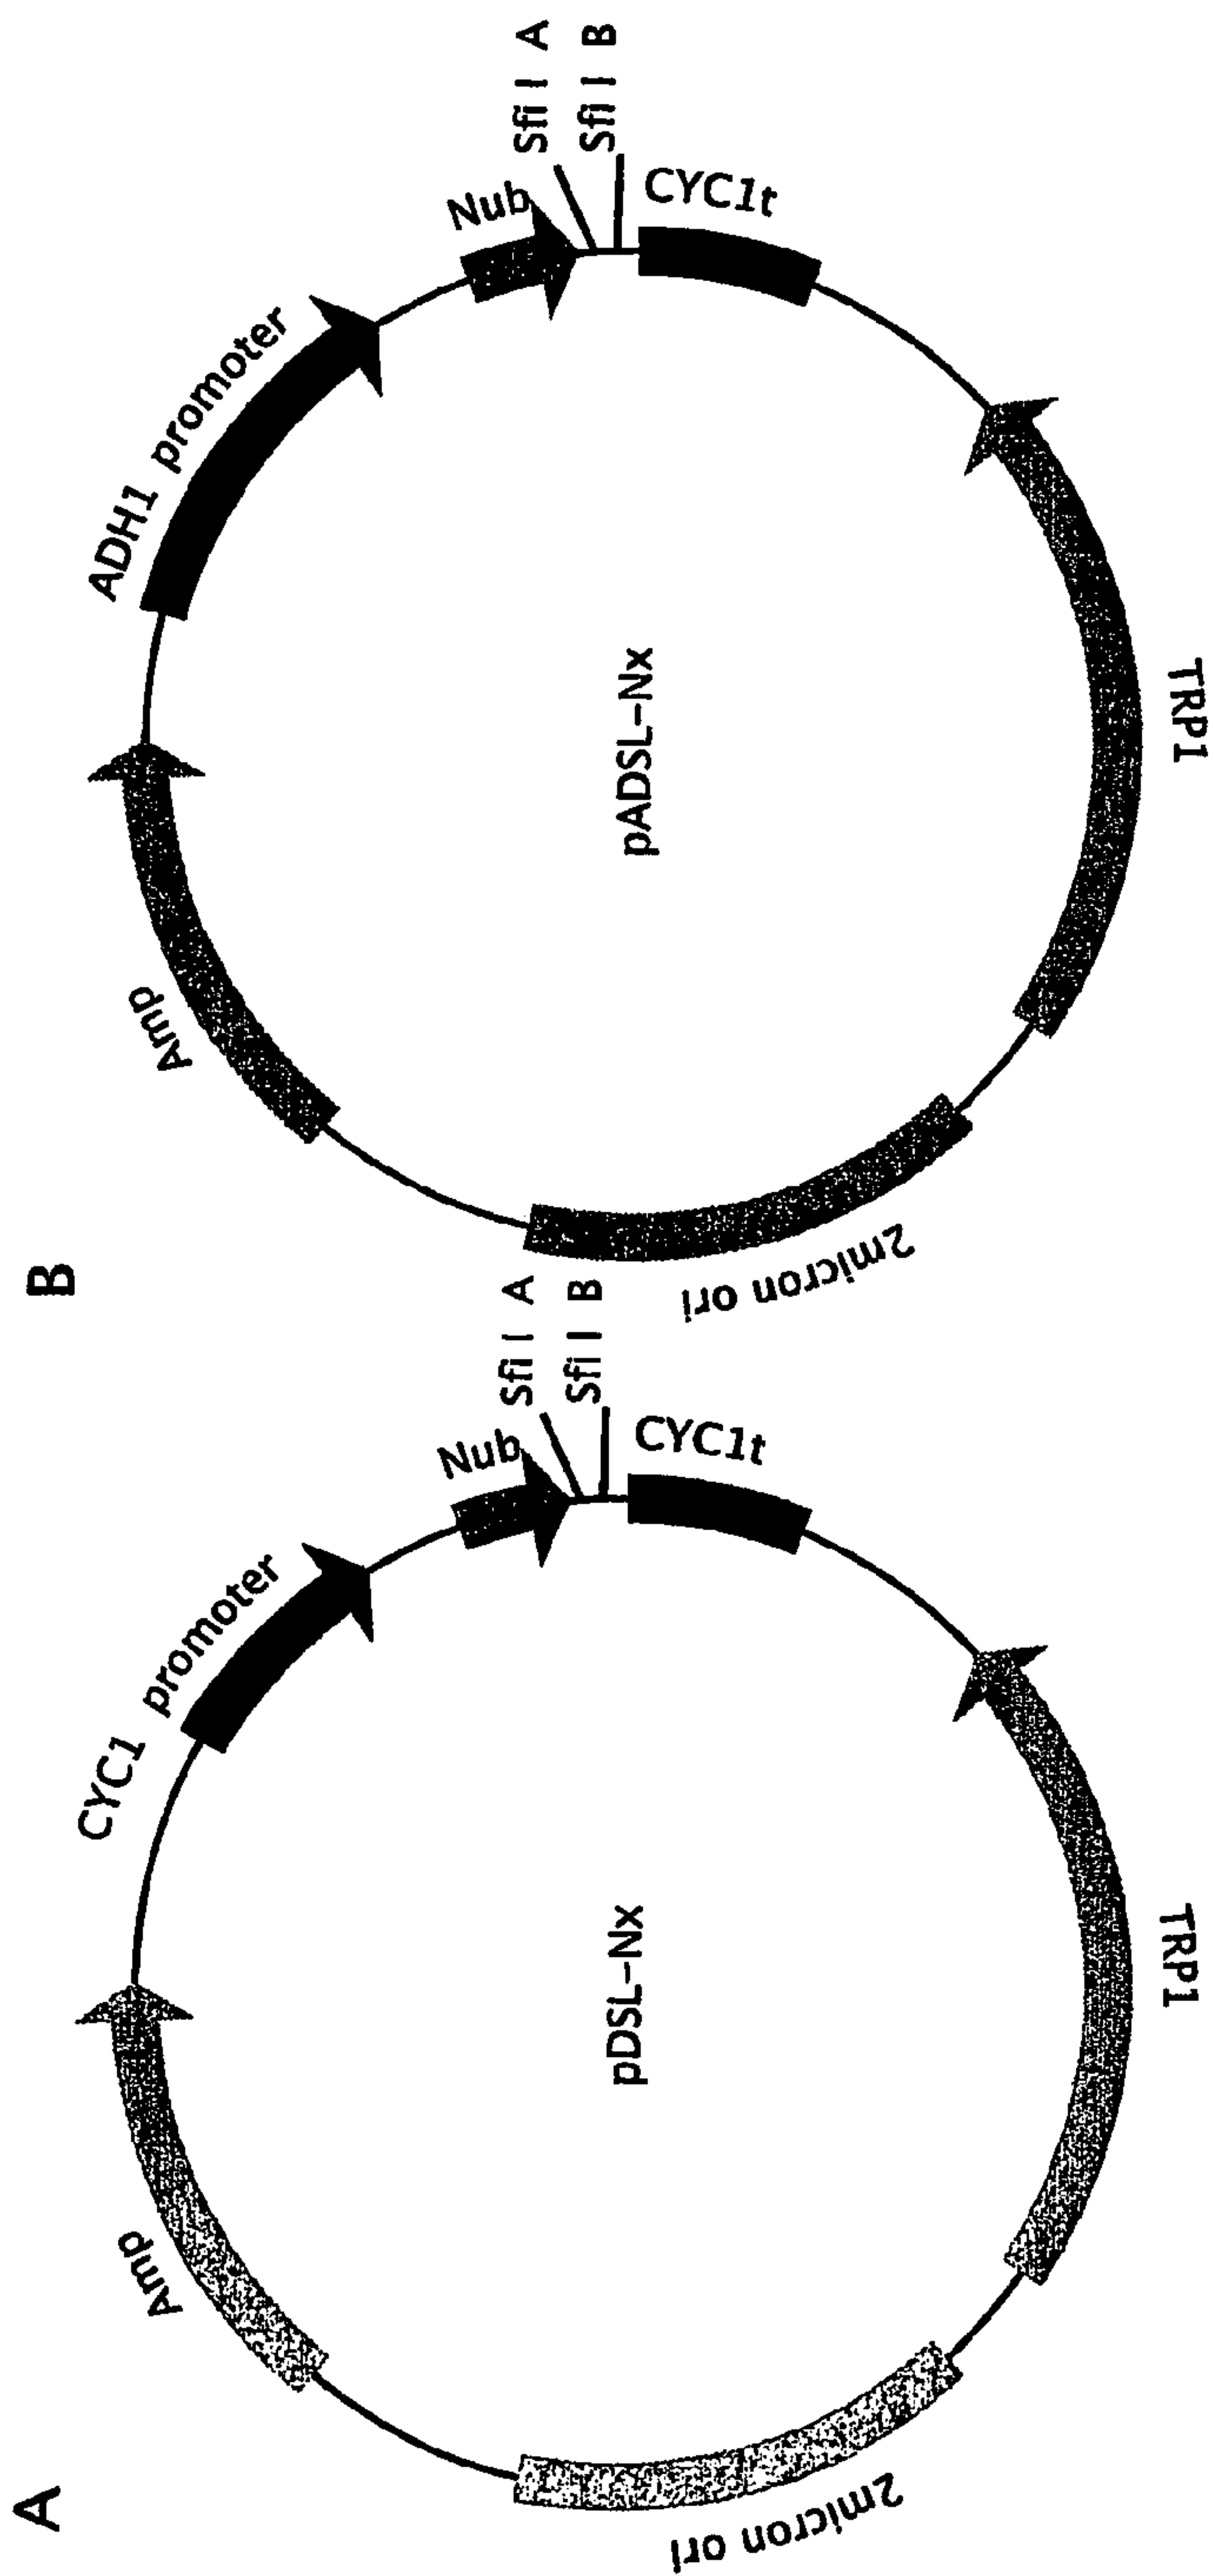 A
CYC1 promoter
Nub
Sfi I A
Sfi I B
CYC1t
TRP1
2micron ori
Amp
pDSL-Nx
B
ADH1 promoter
Nub
Sfi I A
Sfi I B
CYC1t
TRP1
2micron ori
Amp
pADSL-Nx